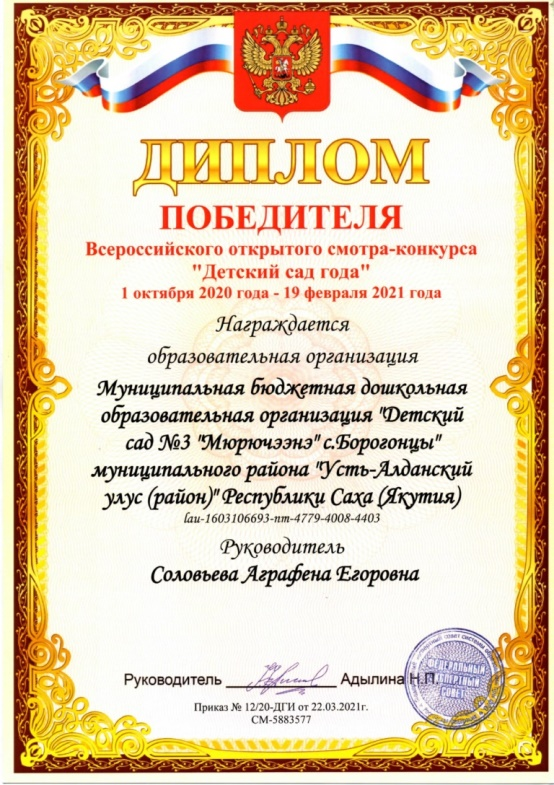 ДИПЛОМ
ПОБЕДИТЕЛЯ
Всероссийского открытого смотра-конкурса
"Детский сад года"
1 октября 2020 года - 19 февраля 2021 года
Награждается
образовательная организация
Муниципальная бюджетная дошкольная
образовательная организация "Детский
сад №3 "Мюрючээнэ" с.Борогонцы"
муниципального района "Усть-Алданский
улус (район)" Республики Саха (Якутия)
lau-1603106693-nm-4779-4008-4403
Руководитель
Соловьева Аграфена Егоровна
Руководитель Адылина Н.П.
ФЕДЕРАЛЬНЫЙ
ЭКСПЕРТНЫЙ
СОВЕТ
Приказ № 12/20-ДГИ от 22.03.2021г.
СМ-5883577